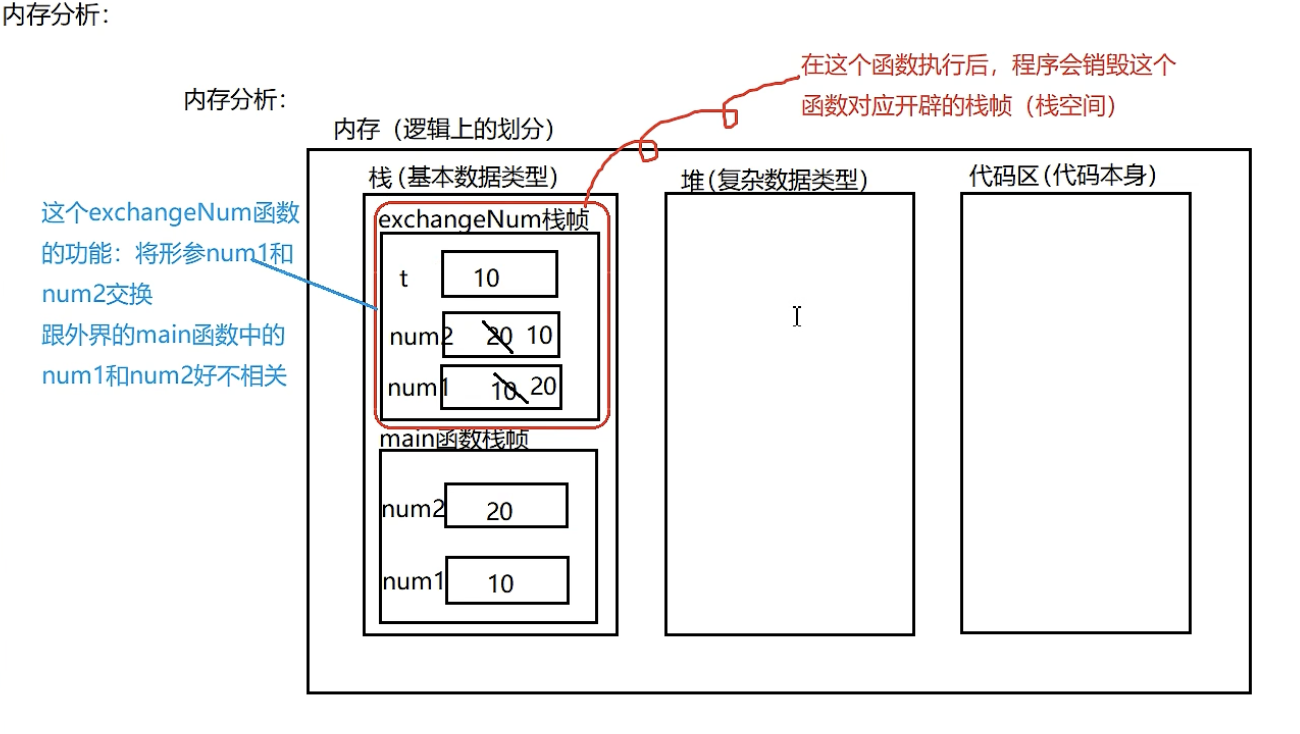 内存分析：
内存分析：
在这个函数执行后，程序会销毁这个
函数对应开辟的栈帧（栈空间）
内存（逻辑上的划分）
栈(基本数据类型)
堆(复杂数据类型)
代码区(代码本身)
这个exchangeNum函数
的功能：将形参num1和
num2交换
跟外界的main函数中的
num1和num2好不相关
exchangeNum栈帧
t 10
num2 20 10
num1 10 20
main函数栈帧
num2 20
num1 10